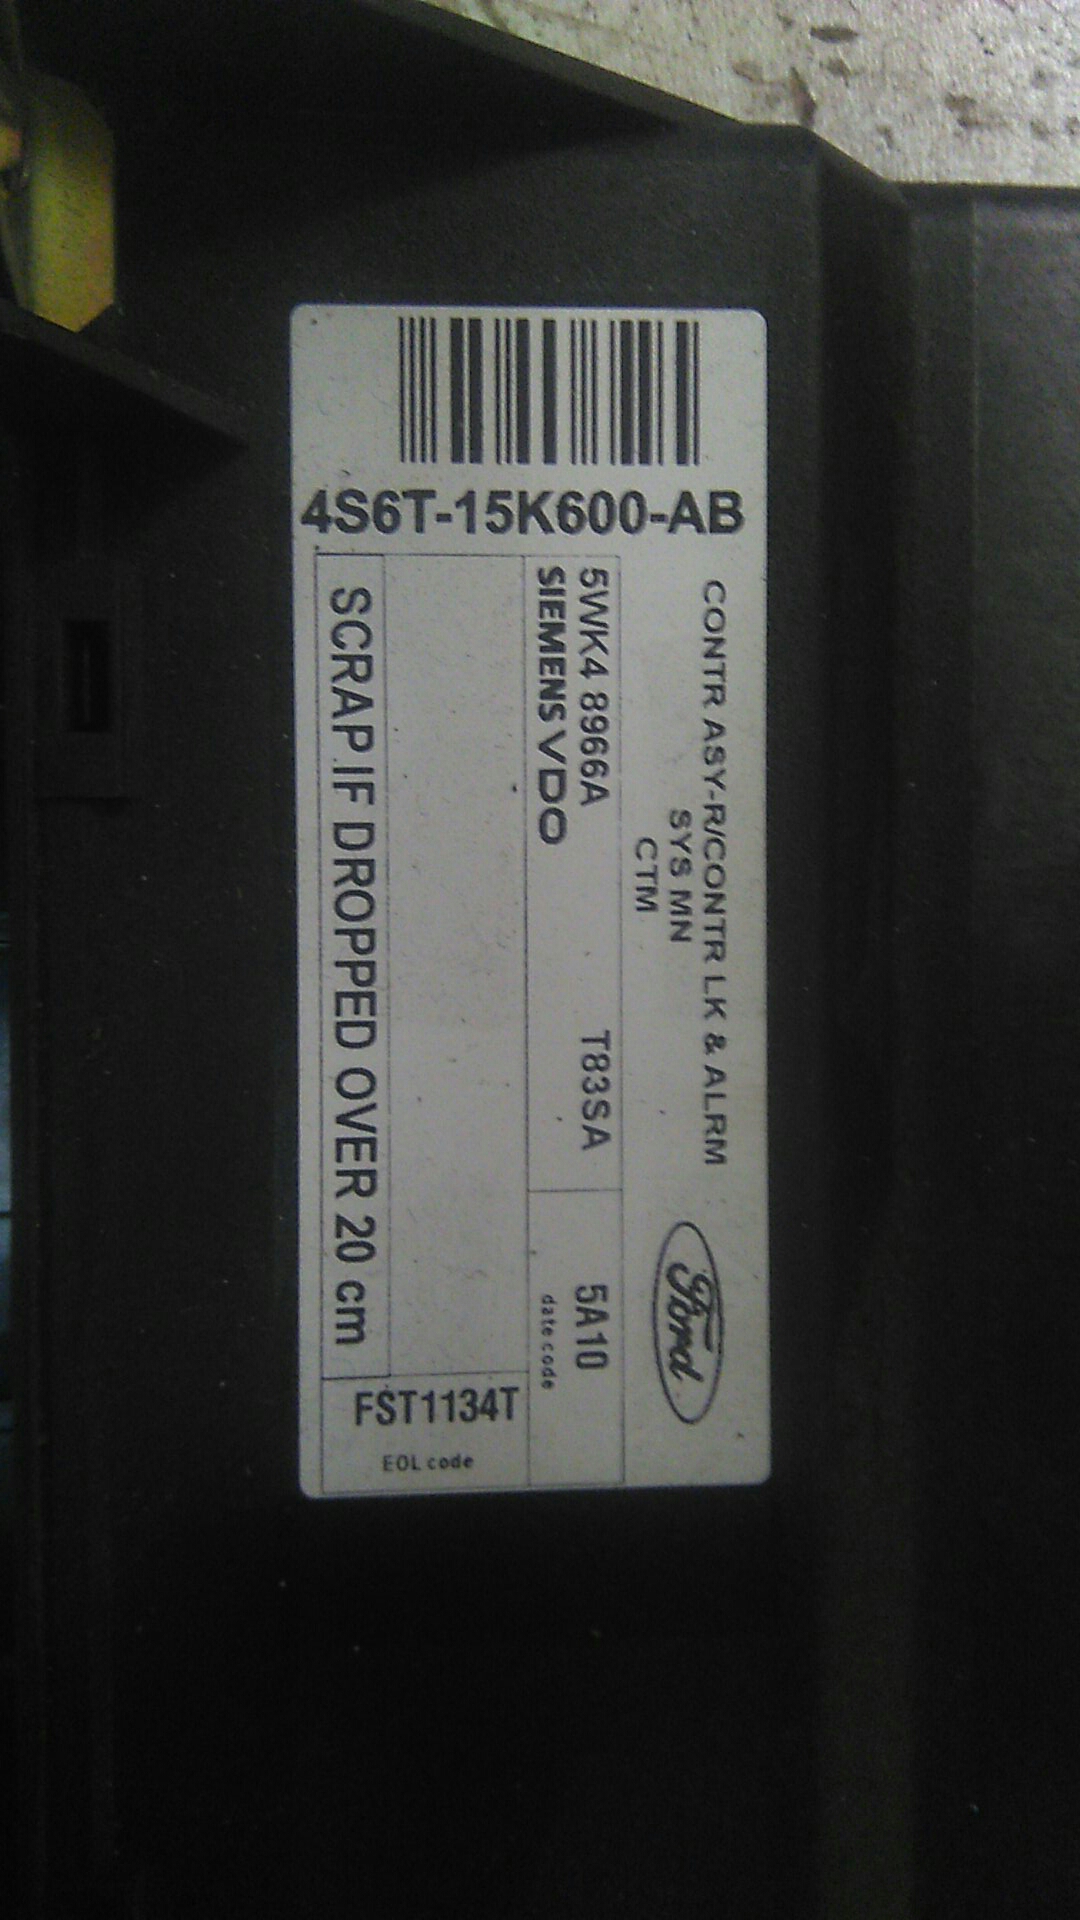 4S6T-15K600-AB
CONTR ASY-R/CONTR LK & ALRM
SYS MN
CTM
Ford
5WK4 8966A T83SA
SIEMENS VDO
5A10
date code
SCRAP IF DROPPED OVER 20 cm
FST1134T
EOL code